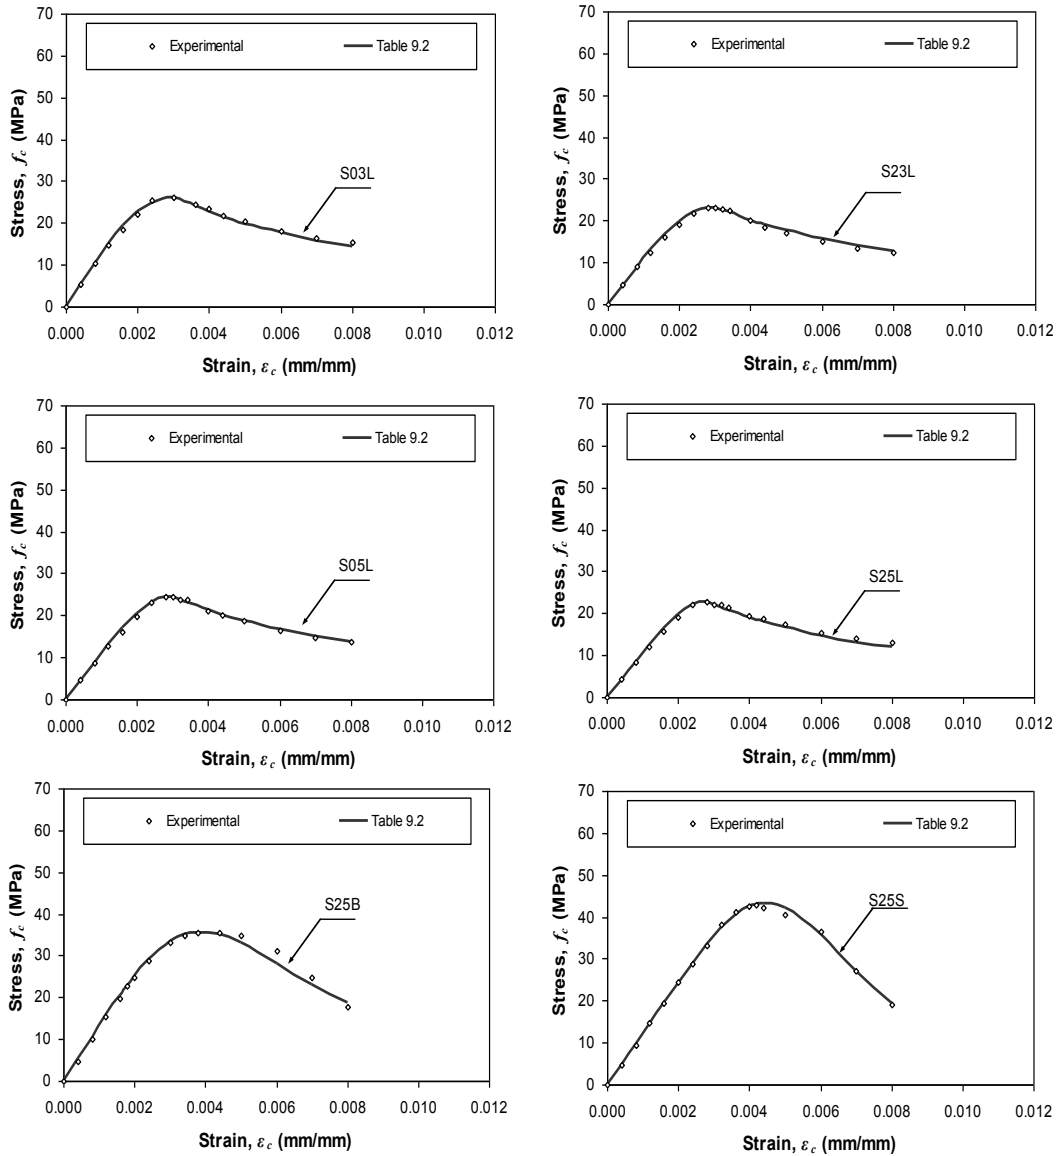 70
60
50
40
30
20
10
0
Stress, fc (MPa)
Experimental
Table 9.2
S03L
0.000 0.002 0.004 0.006 0.008 0.010 0.012
Strain, εc (mm/mm)
70
60
50
40
30
20
10
0
Stress, fc (MPa)
Experimental
Table 9.2
S23L
0.000 0.002 0.004 0.006 0.008 0.010 0.012
Strain, εc (mm/mm)
70
60
50
40
30
20
10
0
Stress, fc (MPa)
Experimental
Table 9.2
S05L
0.000 0.002 0.004 0.006 0.008 0.010 0.012
Strain, εc (mm/mm)
70
60
50
40
30
20
10
0
Stress, fc (MPa)
Experimental
Table 9.2
S25L
0.000 0.002 0.004 0.006 0.008 0.010 0.012
Strain, εc (mm/mm)
70
60
50
40
30
20
10
0
Stress, fc (MPa)
Experimental
Table 9.2
S25B
0.000 0.002 0.004 0.006 0.008 0.010 0.012
Strain, εc (mm/mm)
70
60
50
40
30
20
10
0
Stress, fc (MPa)
Experimental
Table 9.2
S25S
0.000 0.002 0.004 0.006 0.008 0.010 0.012
Strain, εc (mm/mm)